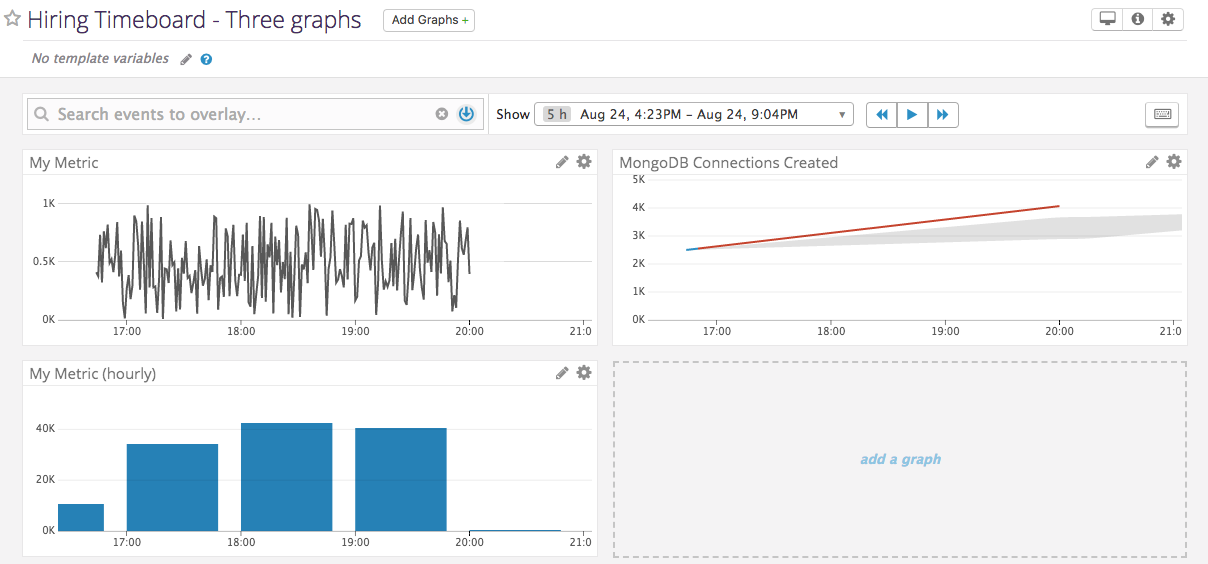 Hiring Timeboard - Three graphs Add Graphs +
No template variables ?
Search events to overlay... Show 5 h Aug 24, 4:23PM – Aug 24, 9:04PM
My Metric
1K
0.5K
0K
17:00 18:00 19:00 20:00 21:0
MongoDB Connections Created
5K
4K
3K
2K
1K
0K
17:00 18:00 19:00 20:00 21:0
My Metric (hourly)
40K
20K
0K
17:00 18:00 19:00 20:00 21:0
add a graph